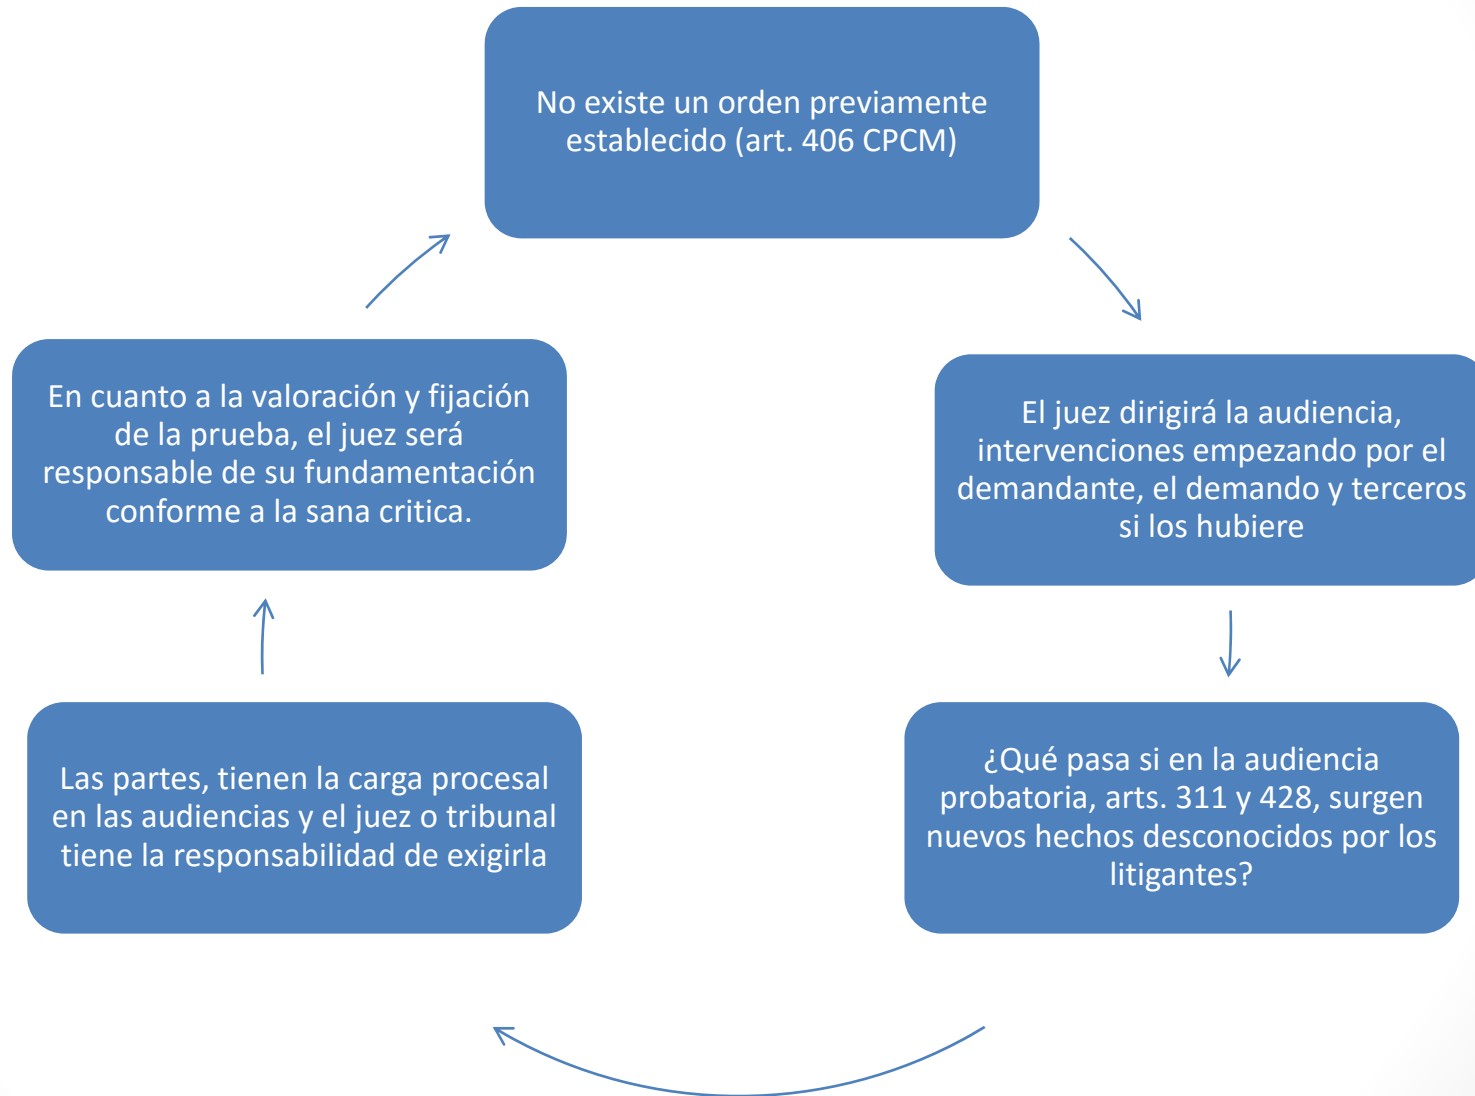 No existe un orden previamente
establecido (art. 406 CPCM)
El juez dirigirá la audiencia,
intervenciones empezando por el
demandante, el demando y terceros
si los hubiere
¿Qué pasa si en la audiencia
probatoria, arts. 311 y 428, surgen
nuevos hechos desconocidos por los
litigantes?
Las partes, tienen la carga procesal
en las audiencias y el juez o tribunal
tiene la responsabilidad de exigirla
En cuanto a la valoración y fijación
de la prueba, el juez será
responsable de su fundamentación
conforme a la sana critica.